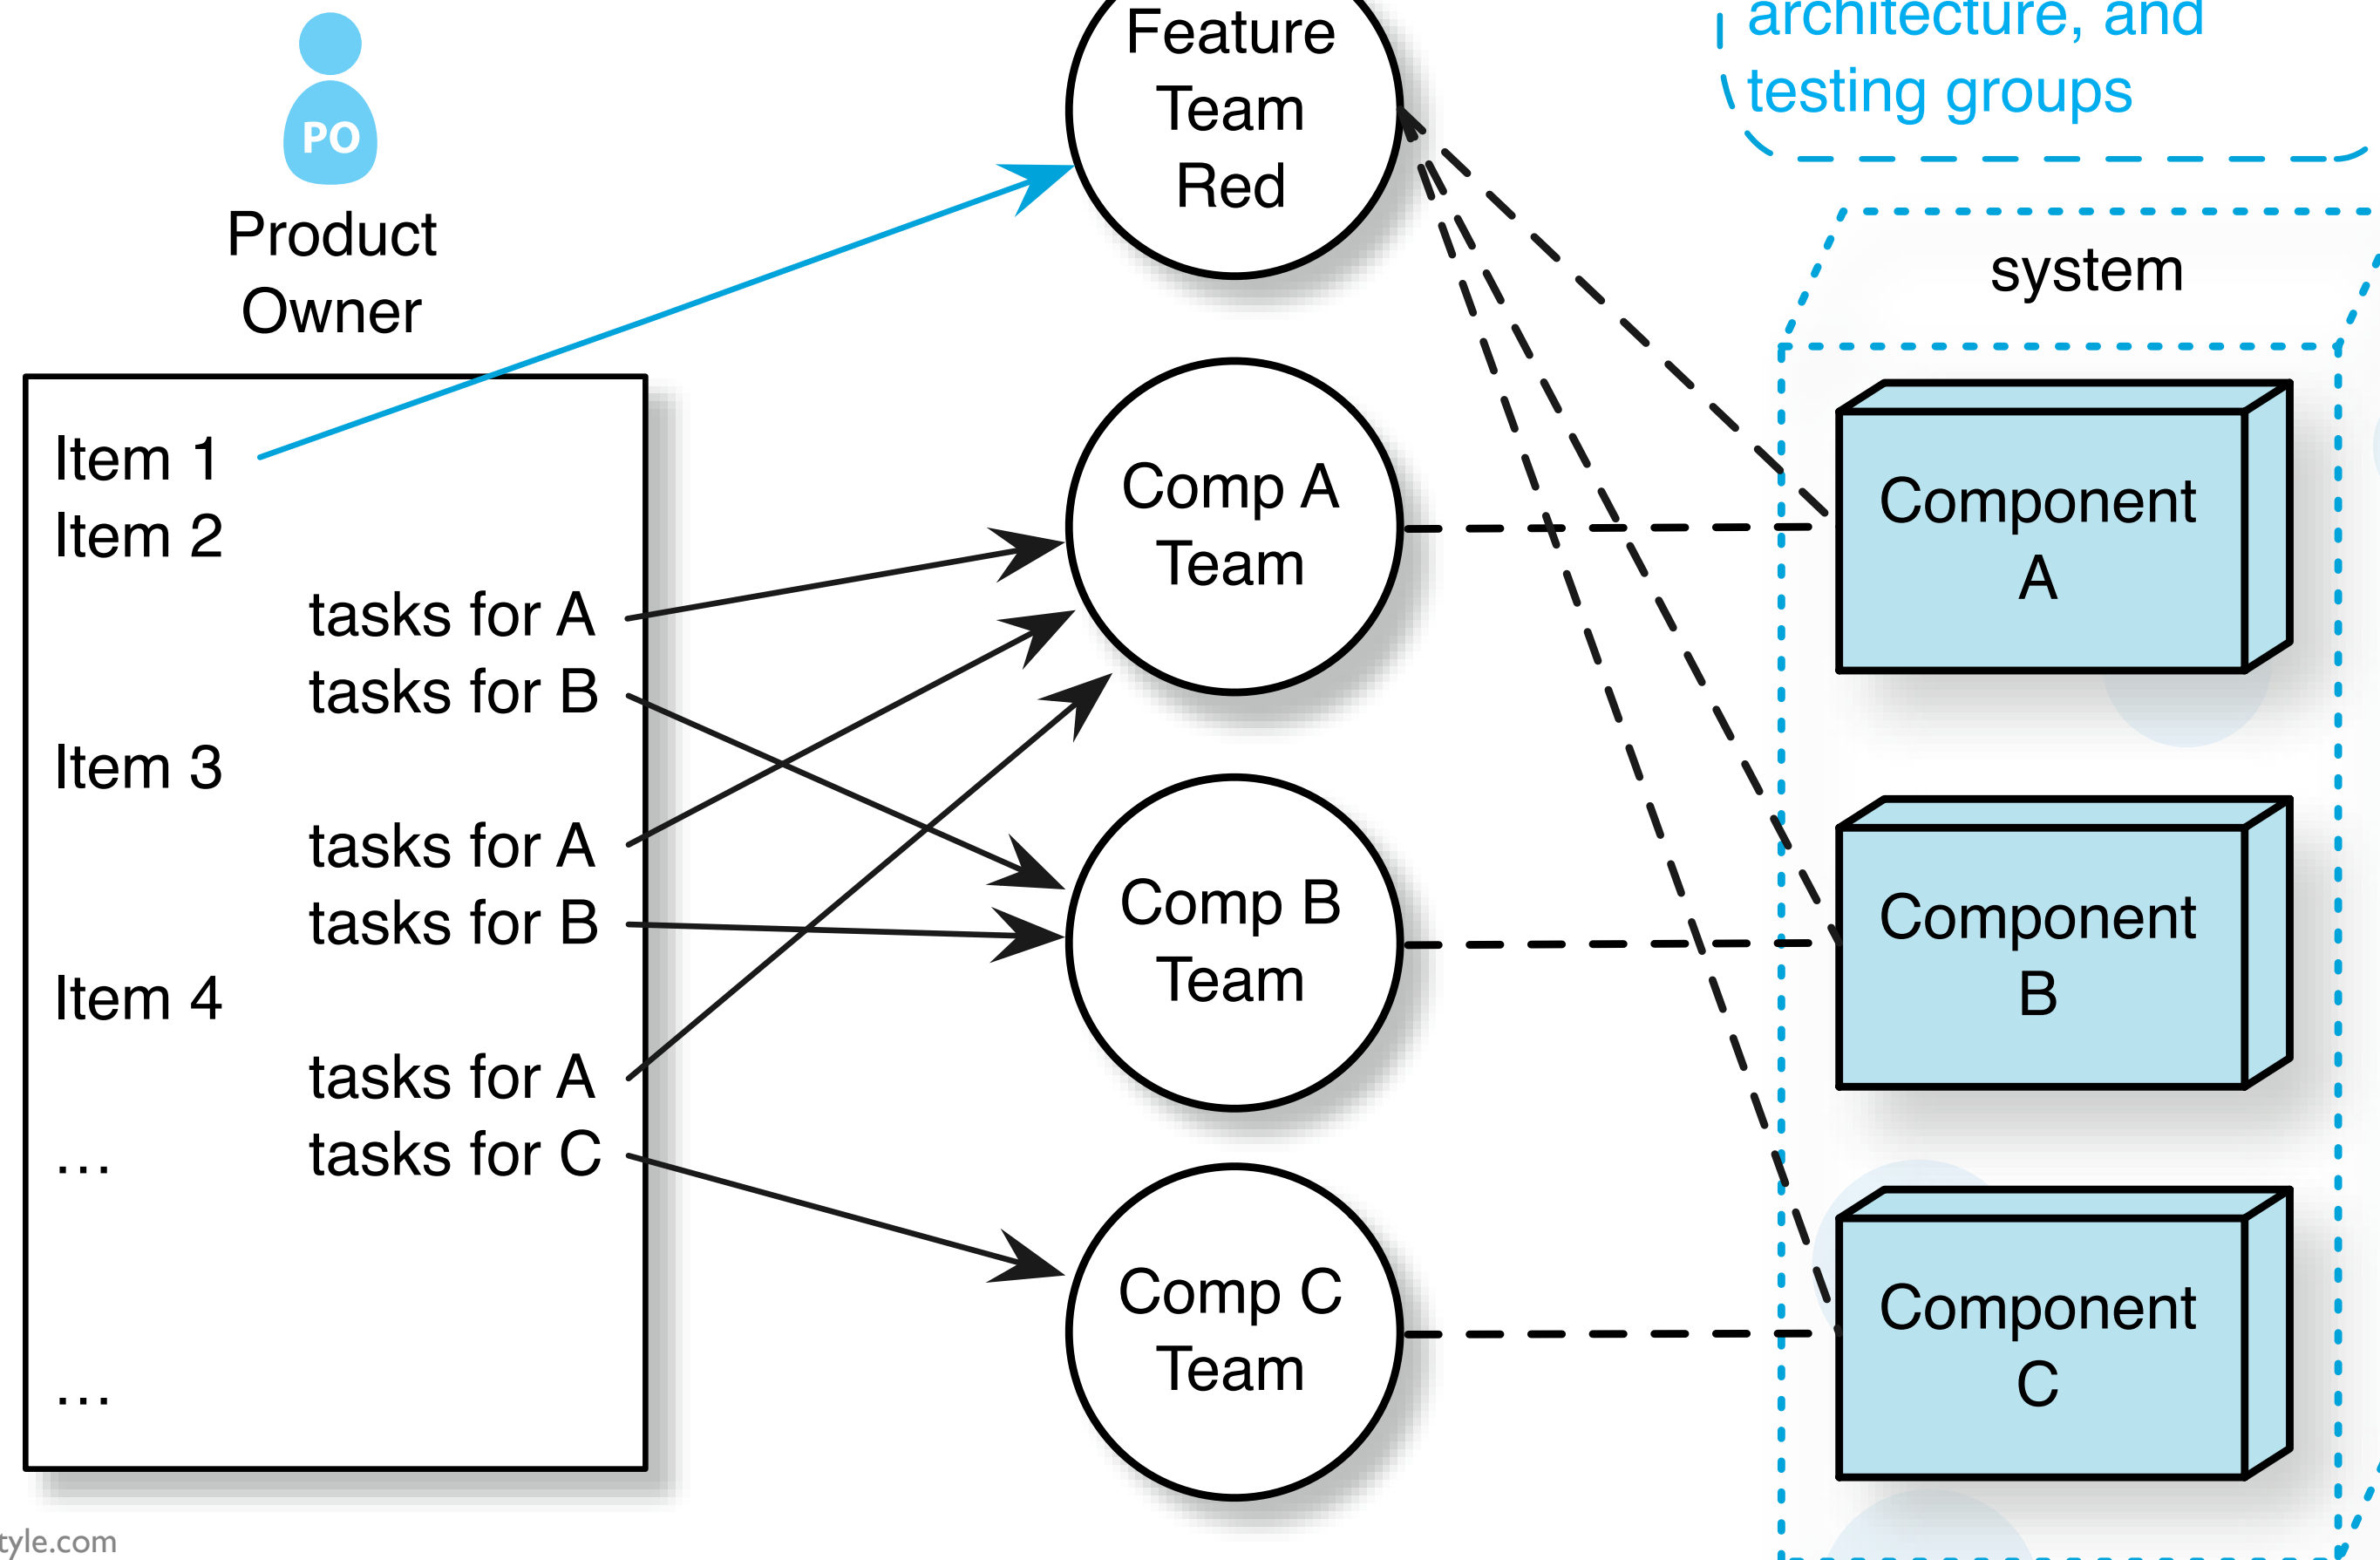 PO
Product
Owner
Item 1
Item 2
tasks for A
tasks for B
Item 3
tasks for A
tasks for B
Item 4
tasks for A
… tasks for C
…
Feature
Team
Red
Comp A
Team
Comp B
Team
Comp C
Team
architecture, and
testing groups
system
Component
A
Component
B
Component
C
tyle.com